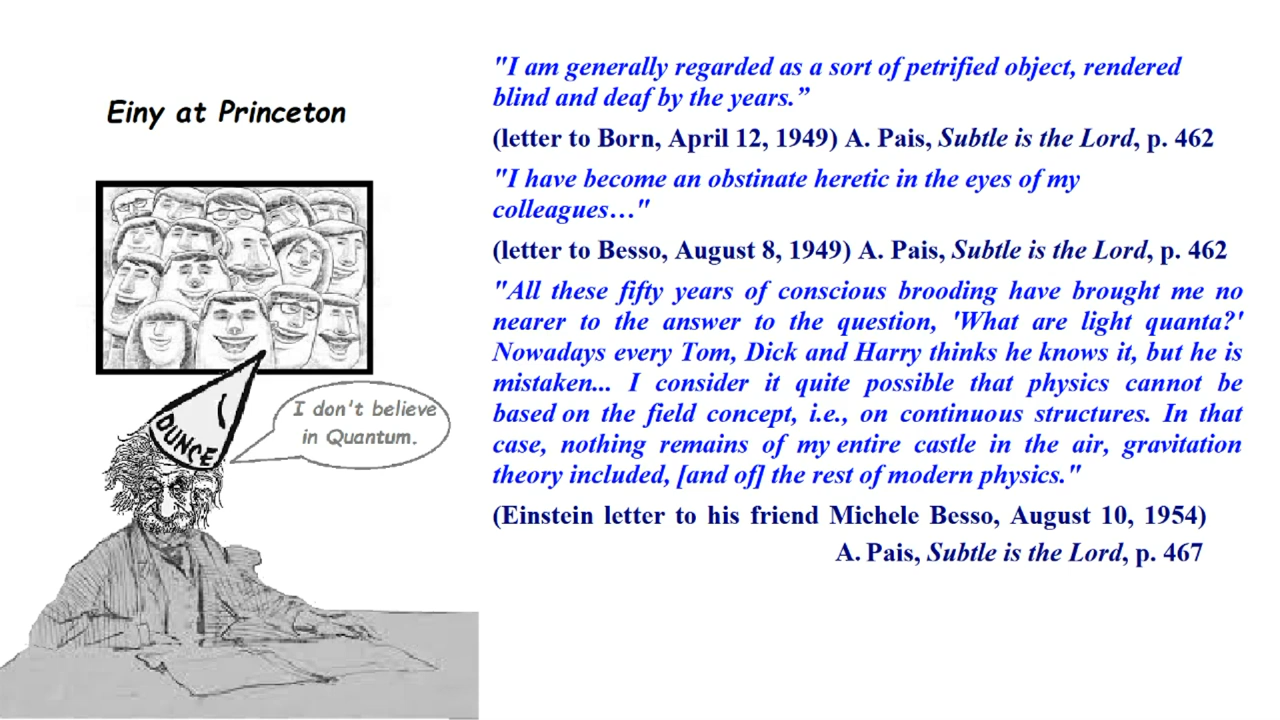 Einy at Princeton
DUNCE
I don't believe
in Quantum.
"I am generally regarded as a sort of petrified object, rendered
blind and deaf by the years.”
(letter to Born, April 12, 1949) A. Pais, Subtle is the Lord, p. 462
"I have become an obstinate heretic in the eyes of my
colleagues…"
(letter to Besso, August 8, 1949) A. Pais, Subtle is the Lord, p. 462
"All these fifty years of conscious brooding have brought me no
nearer to the answer to the question, 'What are light quanta?'
Nowadays every Tom, Dick and Harry thinks he knows it, but he is
mistaken... I consider it quite possible that physics cannot be
based on the field concept, i.e., on continuous structures. In that
case, nothing remains of my entire castle in the air, gravitation
theory included, [and of] the rest of modern physics."
(Einstein letter to his friend Michele Besso, August 10, 1954)
A. Pais, Subtle is the Lord, p. 467